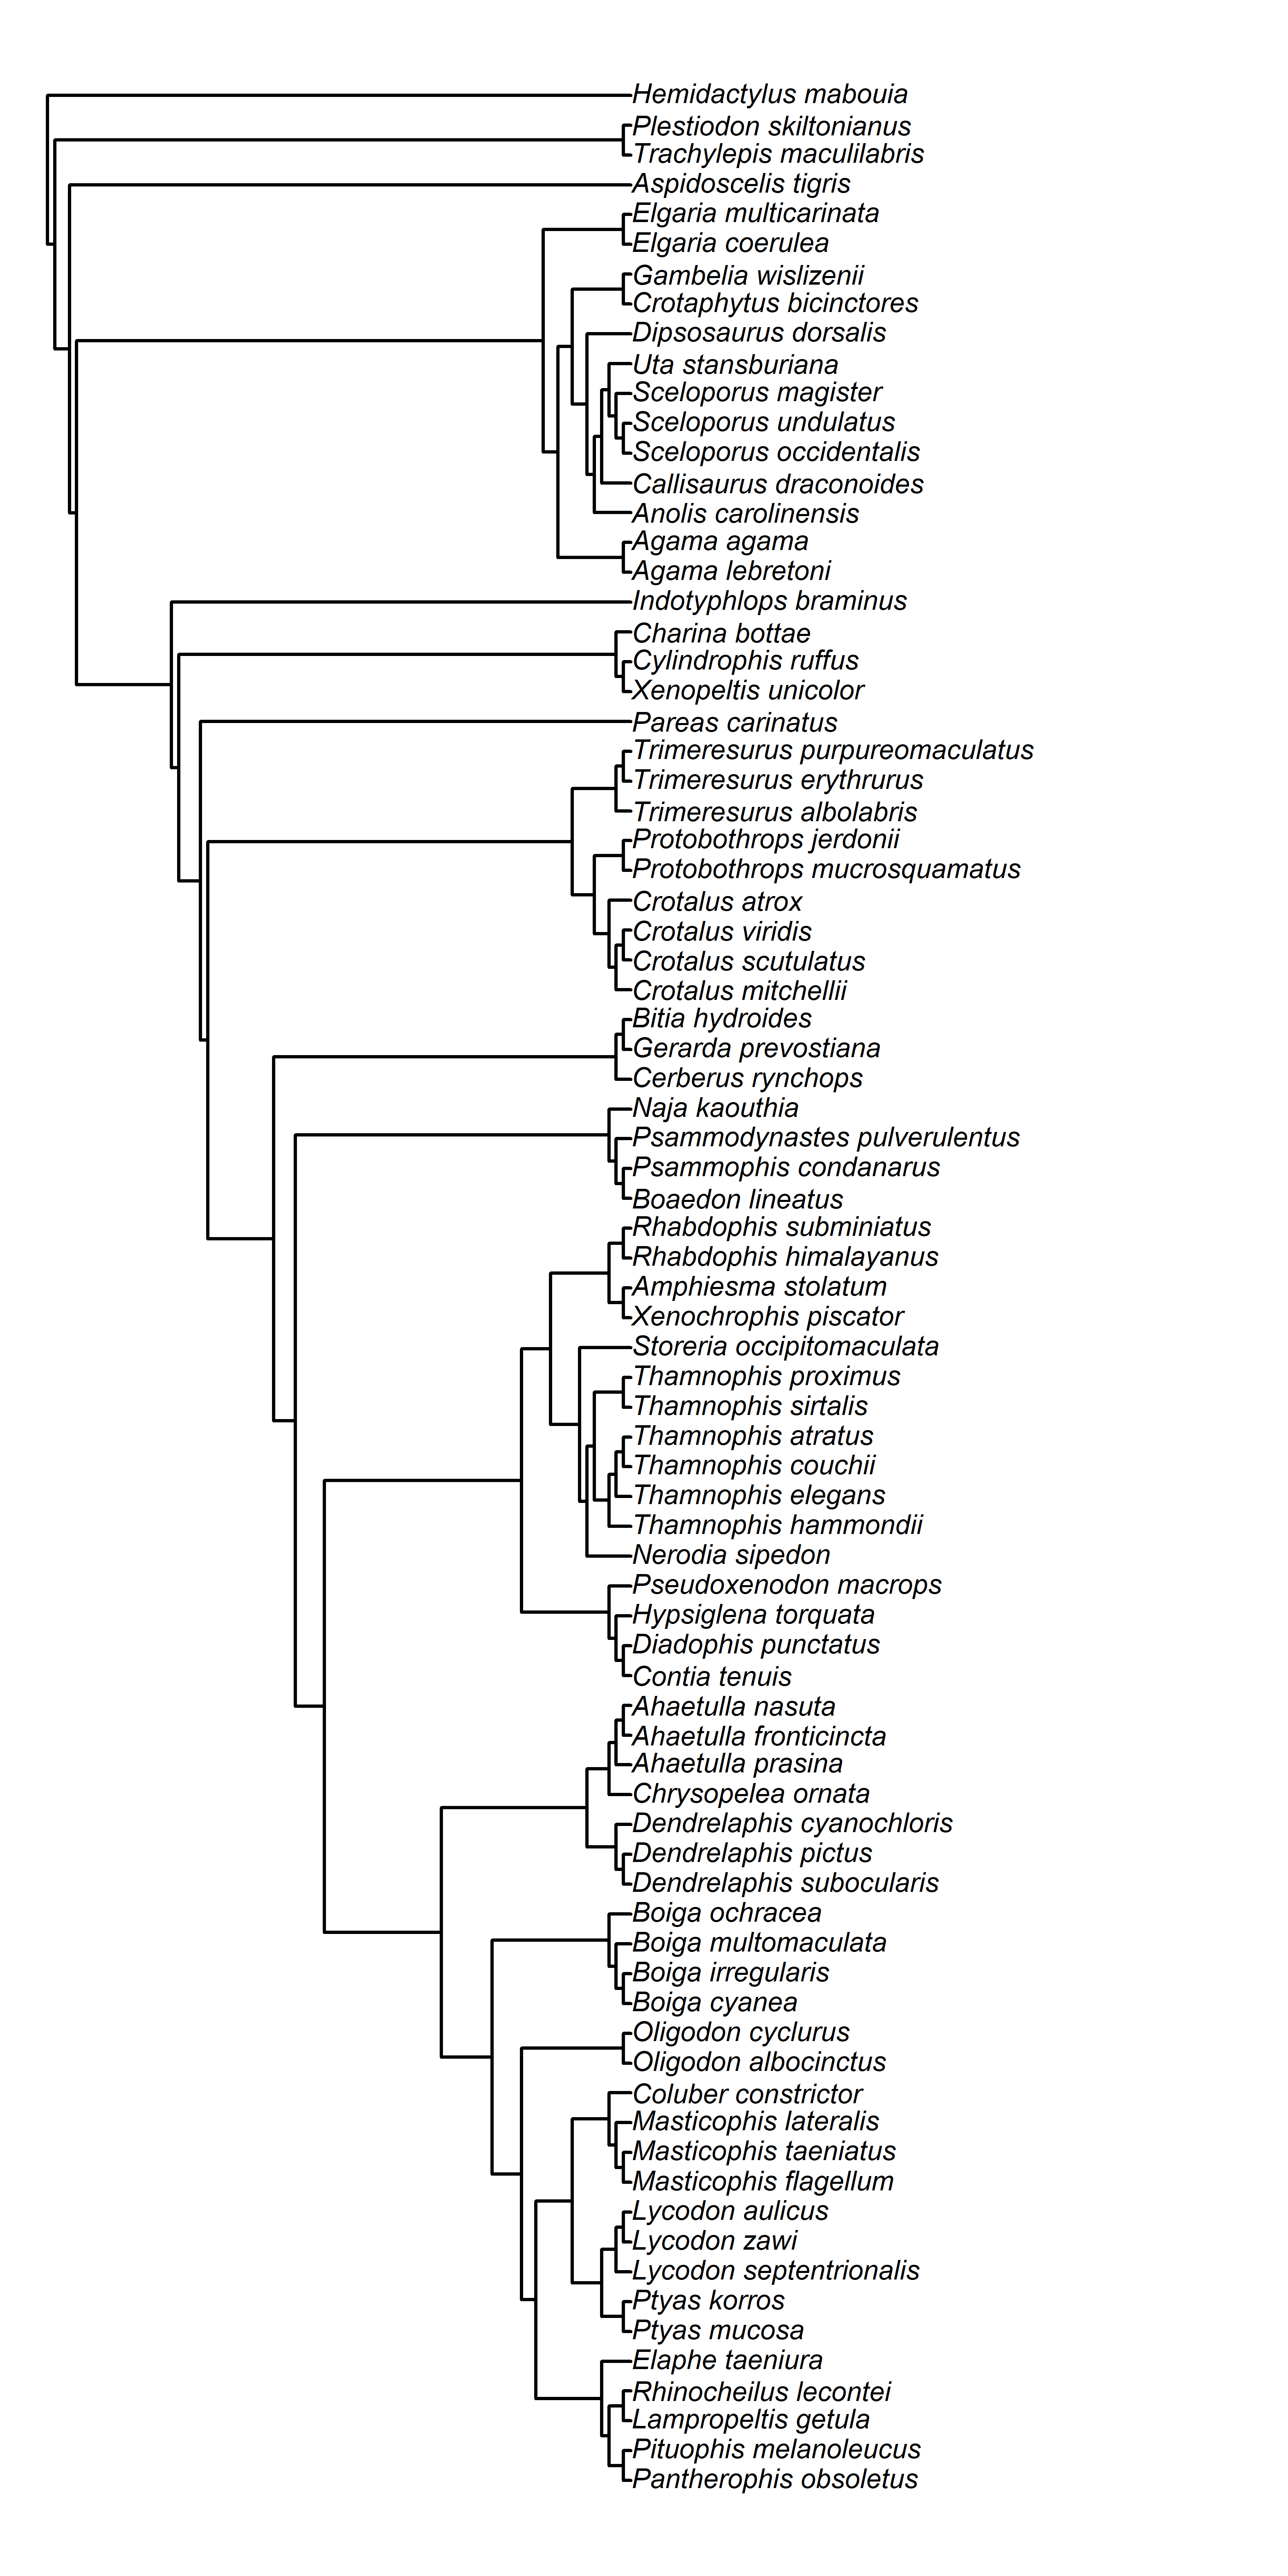 Hemidactylus mabouia
Plestiodon skiltonianus
Trachylepis maculilabris
Aspidoscelis tigris
Elgaria multicarinata
Elgaria coerulea
Gambelia wislizenii
Crotaphytus bicinctores
Dipsosaurus dorsalis
Uta stansburiana
Sceloporus magister
Sceloporus undulatus
Sceloporus occidentalis
Callisaurus draconoides
Anolis carolinensis
Agama agama
Agama lebretoni
Indotyphlops braminus
Charina bottae
Cylindrophis ruffus
Xenopeltis unicolor
Pareas carinatus
Trimeresurus purpureomaculatus
Trimeresurus erythrurus
Trimeresurus albolabris
Protobothrops jerdonii
Protobothrops mucrosquamatus
Crotalus atrox
Crotalus viridis
Crotalus scutulatus
Crotalus mitchellii
Bitia hydroides
Gerarda prevostiana
Cerberus rynchops
Naja kaouthia
Psammodynastes pulverulentus
Psammophis condanarus
Boaedon lineatus
Rhabdophis subminiatus
Rhabdophis himalayanus
Amphiesma stolatum
Xenochrophis piscator
Storeria occipitomaculata
Thamnophis proximus
Thamnophis sirtalis
Thamnophis atratus
Thamnophis couchii
Thamnophis elegans
Thamnophis hammondii
Nerodia sipedon
Pseudoxenodon macrops
Hypsiglena torquata
Diadophis punctatus
Contia tenuis
Ahaetulla nasuta
Ahaetulla fronticincta
Ahaetulla prasina
Chrysopelea ornata
Dendrelaphis cyanochloris
Dendrelaphis pictus
Dendrelaphis subocularis
Boiga ochracea
Boiga multomaculata
Boiga irregularis
Boiga cyanea
Oligodon cyclurus
Oligodon albocinctus
Coluber constrictor
Masticophis lateralis
Masticophis taeniatus
Masticophis flagellum
Lycodon aulicus
Lycodon zawi
Lycodon septentrionalis
Ptyas korros
Ptyas mucosa
Elaphe taeniura
Rhinocheilus lecontei
Lampropeltis getula
Pituophis melanoleucus
Pantherophis obsoletus